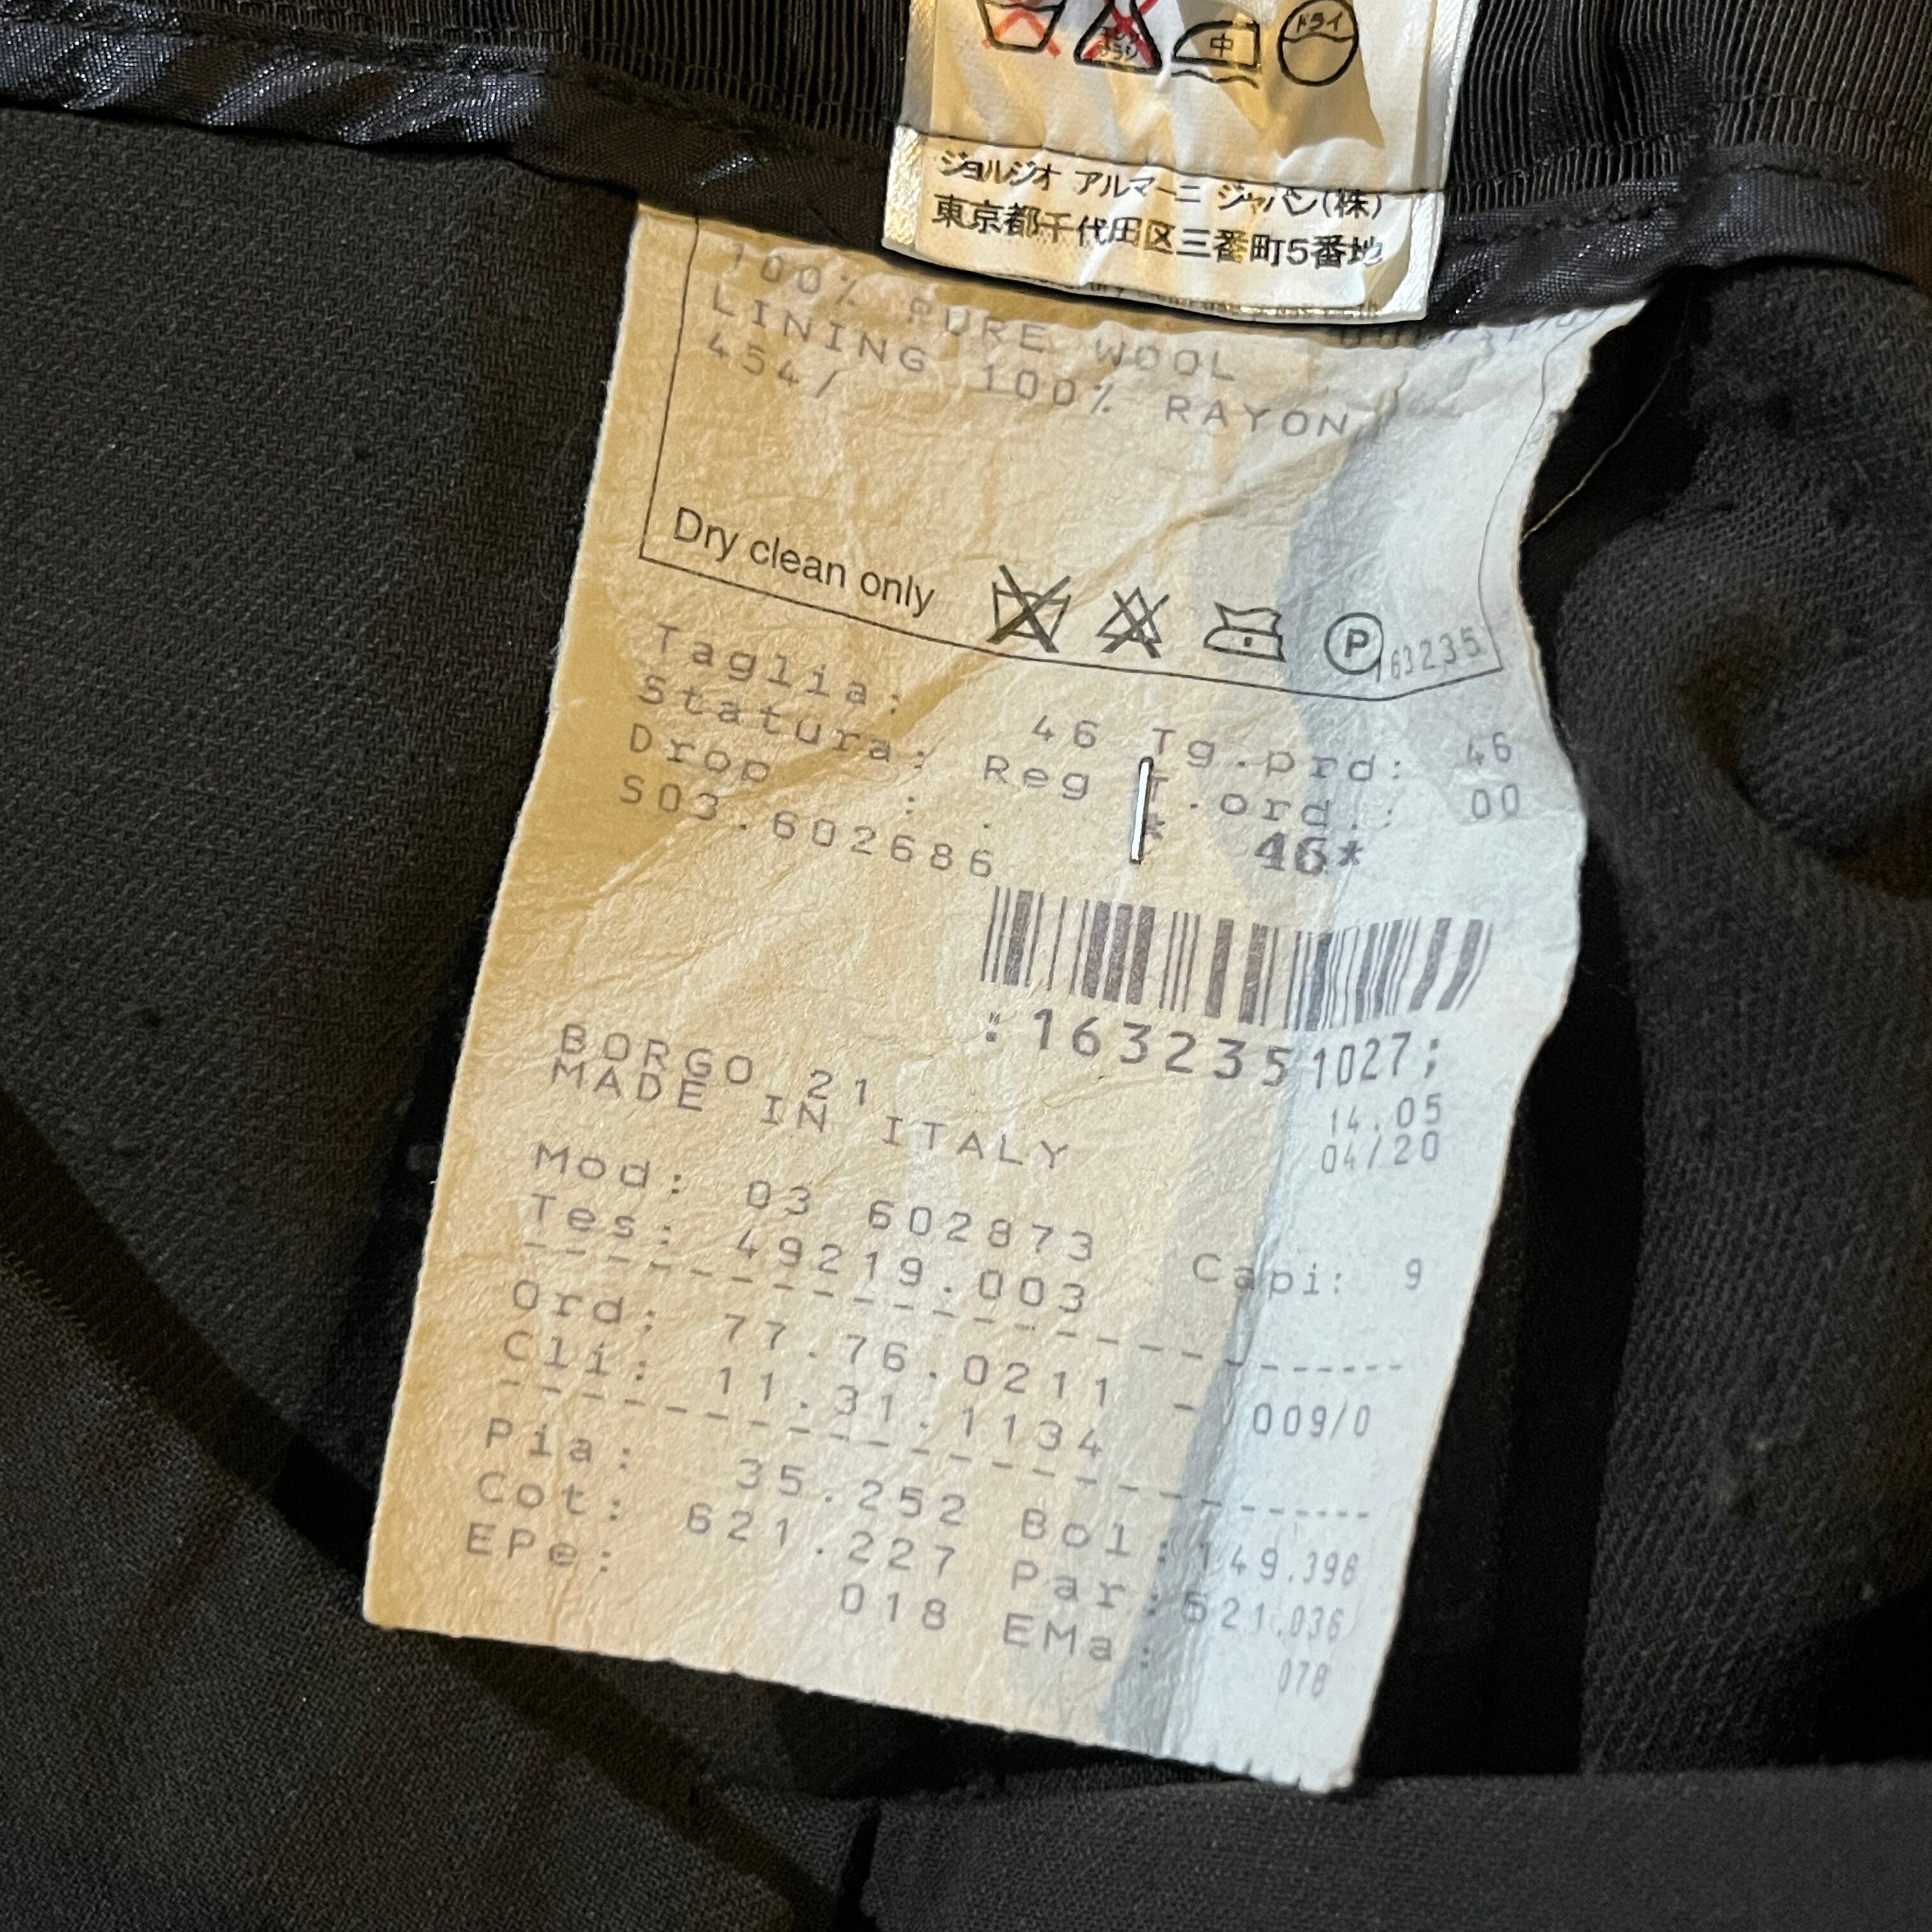 ドライ
中
ジョルジオ アルマーニ ジャパン(株)
東京都千代田区三番町5番地
100% PURE WOOL
LINING 100% RAYON
454/
Dry clean only
P
163235
Taglia: 46 Tg.prd: 46
Statura: Reg T.ord.: 00
Drop : . * 46*
S03.602686
:1632351027;
BORGO 21 14.05
MADE IN ITALY 04/20
Mod: 03 602873
Tes: 49219.003 Capi: 9
Ord: 77.76.0211 - 009/0
Cli: 11.31.1134
Pia: 35.252 Bol:149.398
Cot: 621.227 Par:621.036
EPe: 018 EMa: 078